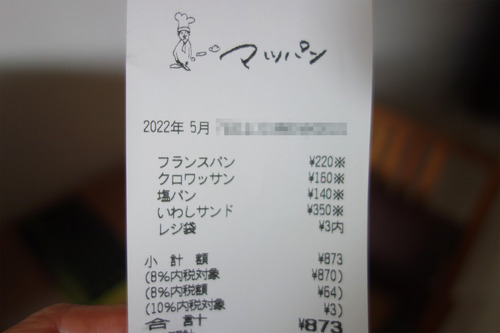 マツパン
2022年 5月
フランスパン ¥220※
クロワッサン ¥160※
塩パン ¥140※
いわしサンド ¥350※
レジ袋 ¥3内
小 計 額 ¥873
(8%内税対象 ¥870)
(8%内税額 ¥64)
(10%内税対象 ¥3)
合 計 ¥873